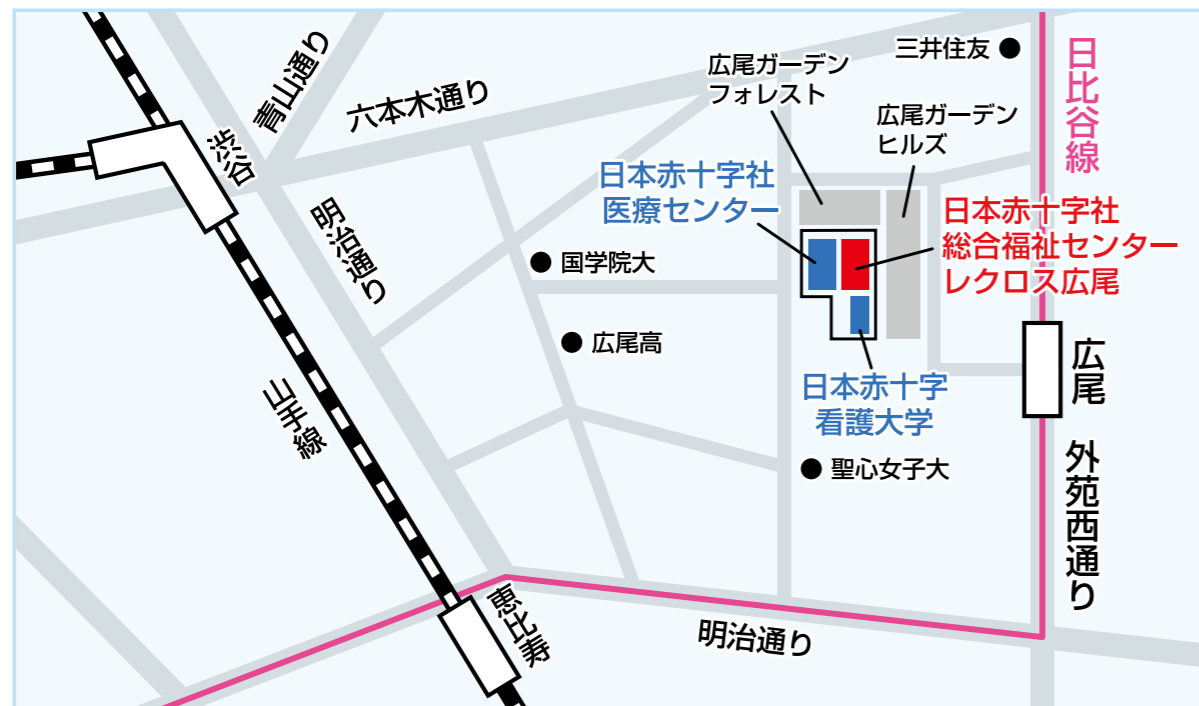 三井住友
日比谷線
青山通り
広尾ガーデン
フォレスト
六本木通り
広尾ガーデン
ヒルズ
渋谷
日本赤十字社
医療センター
日本赤十字社
総合福祉センター
レクロス広尾
明治通り
国学院大
広尾高
広尾
日本赤十字
看護大学
山手線
聖心女子大
外苑西通り
恵比寿
明治通り